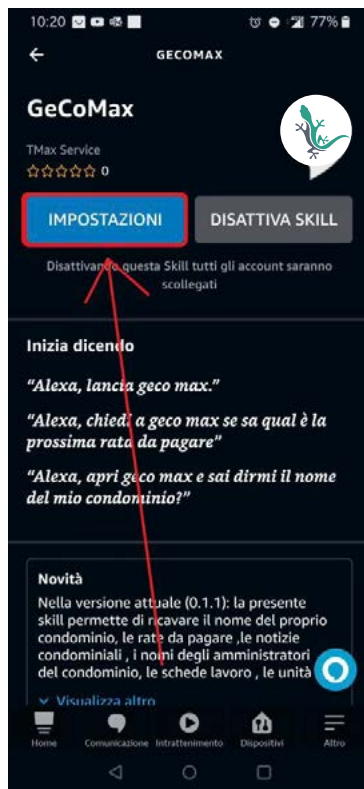 10:20 77%
GECOMAX
GeCoMax
TMax Service
0
IMPOSTAZIONI DISATTIVA SKILL
Disattivando questa Skill tutti gli account saranno
scollegati
Inizia dicendo
“Alexa, lancia geco max.”
“Alexa, chiedi a geco max se sa qual è la
prossima rata da pagare”
“Alexa, apri geco max e sai dirmi il nome
del mio condominio?”
Novità
Nella versione attuale (0.1.1): la presente
skill permette di ricavare il nome del proprio
condominio, le rate da pagare ,le notizie
condominiali , i nomi degli amministratori
del condominio, le schede lavoro , le unità
Visualizza altro
Home Comunicazione Intrattenimento Dispositivi Altro